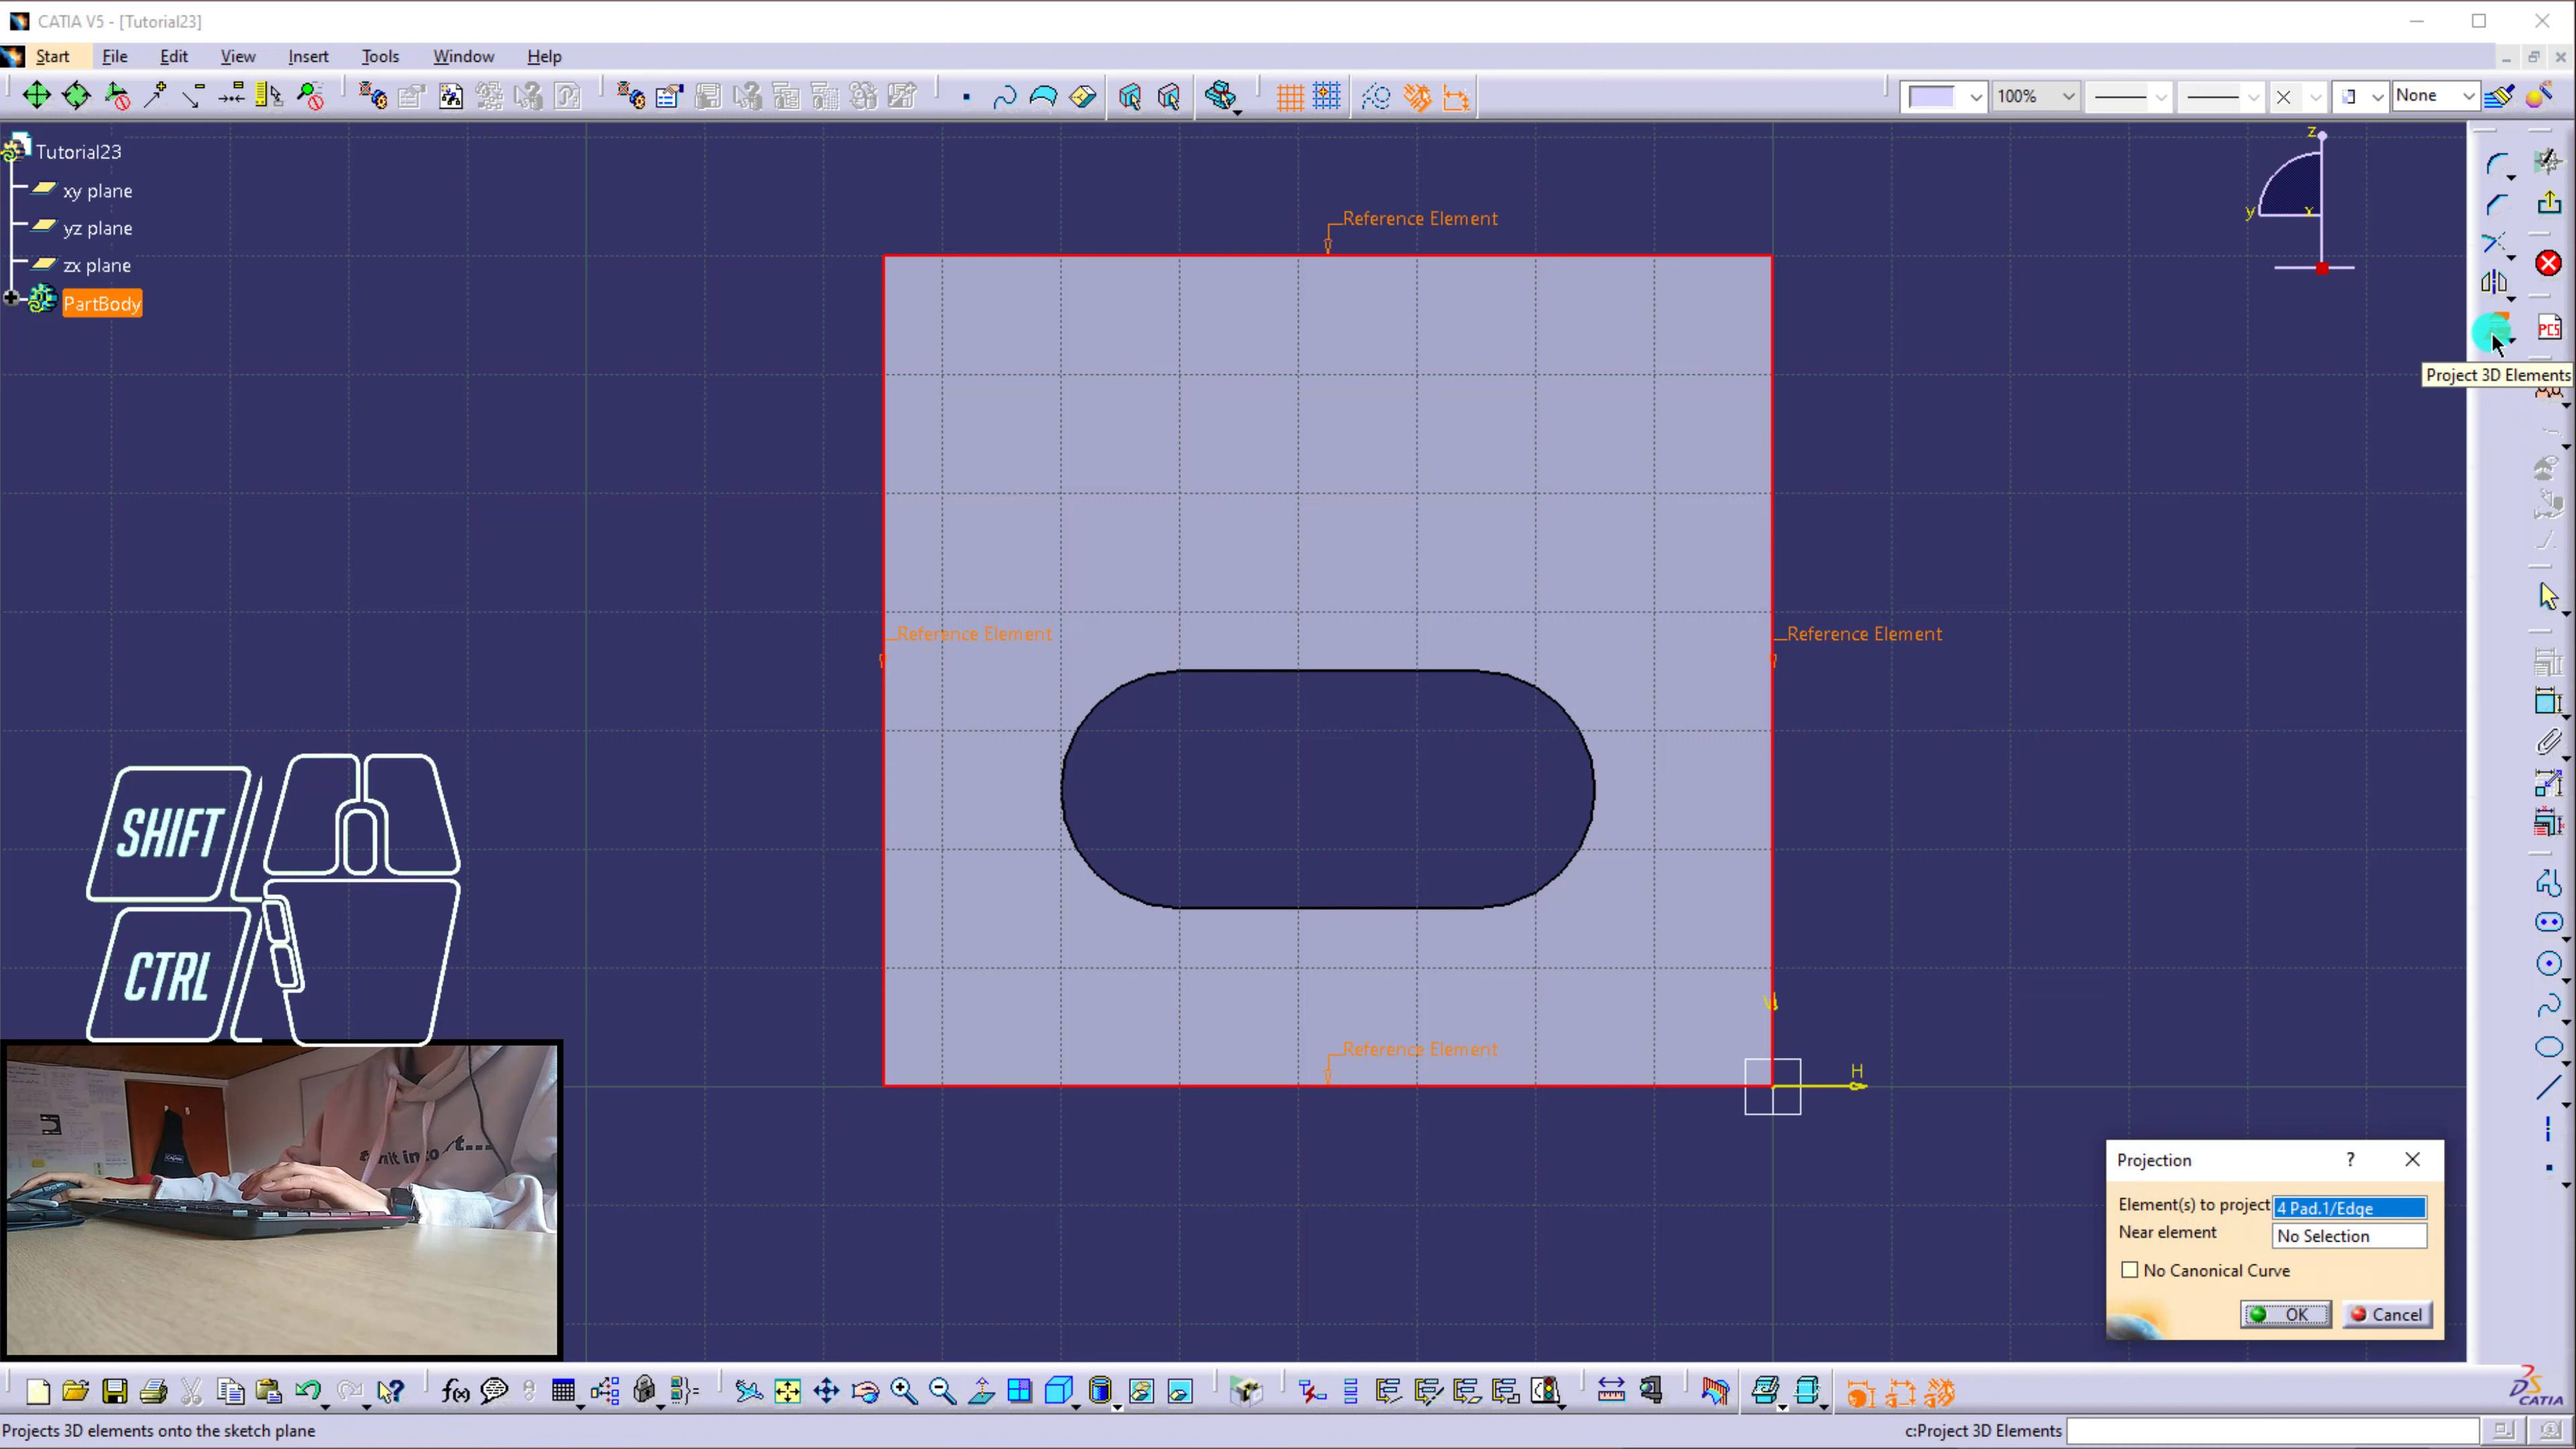 CATIA V5 - [Tutorial23]
Start File Edit View Insert Tools Window Help
100%
None
Tutorial23
xy plane
yz plane
zx plane
PartBody
z
y
x
Reference Element
PCS
Project 3D Elements
Reference Element
Reference Element
SHIFT
CTRL
Reference Element
H
Projection ?
Element(s) to project 4 Pad.1/Edge
Near element No Selection
No Canonical Curve
OK Cancel
f(x)
DS
CATIA
Projects 3D elements onto the sketch plane
c:Project 3D Elements